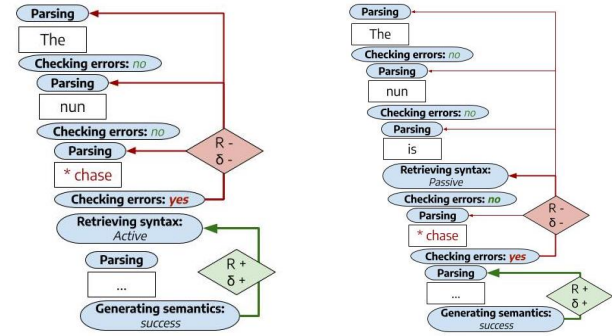 Parsing
The
Checking errors: no
Parsing
nun
Checking errors: no
Parsing
* chase
Checking errors: yes
R -
δ -
Retrieving syntax:
Active
Parsing
...
Generating semantics:
success
R +
δ +
Parsing
The
Checking errors: no
Parsing
nun
Checking errors: no
Parsing
is
Retrieving syntax:
Passive
Checking errors: no
Parsing
* chase
Checking errors: yes
R -
δ -
Parsing
...
Generating semantics:
success
R +
δ +